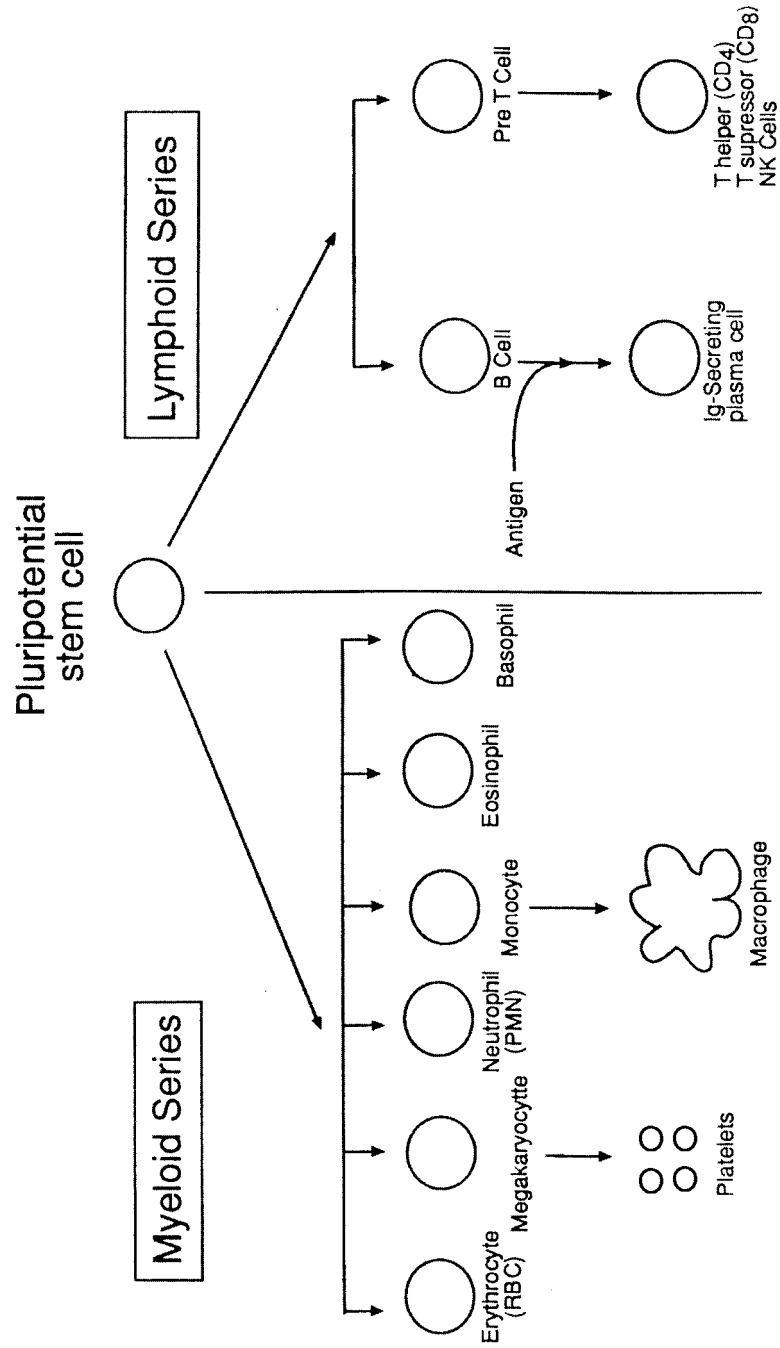 Pluripotential
stem cell
Myeloid Series
Lymphoid Series
Erythrocyte
(RBC)
Megakaryocytte
Neutrophil
(PMN)
Monocyte
Eosinophil
Basophil
Platelets
Macrophage
B Cell
Pre T Cell
Antigen
Ig-Secreting
plasma cell
T helper (CD4)
T supressor (CD8)
NK Cells